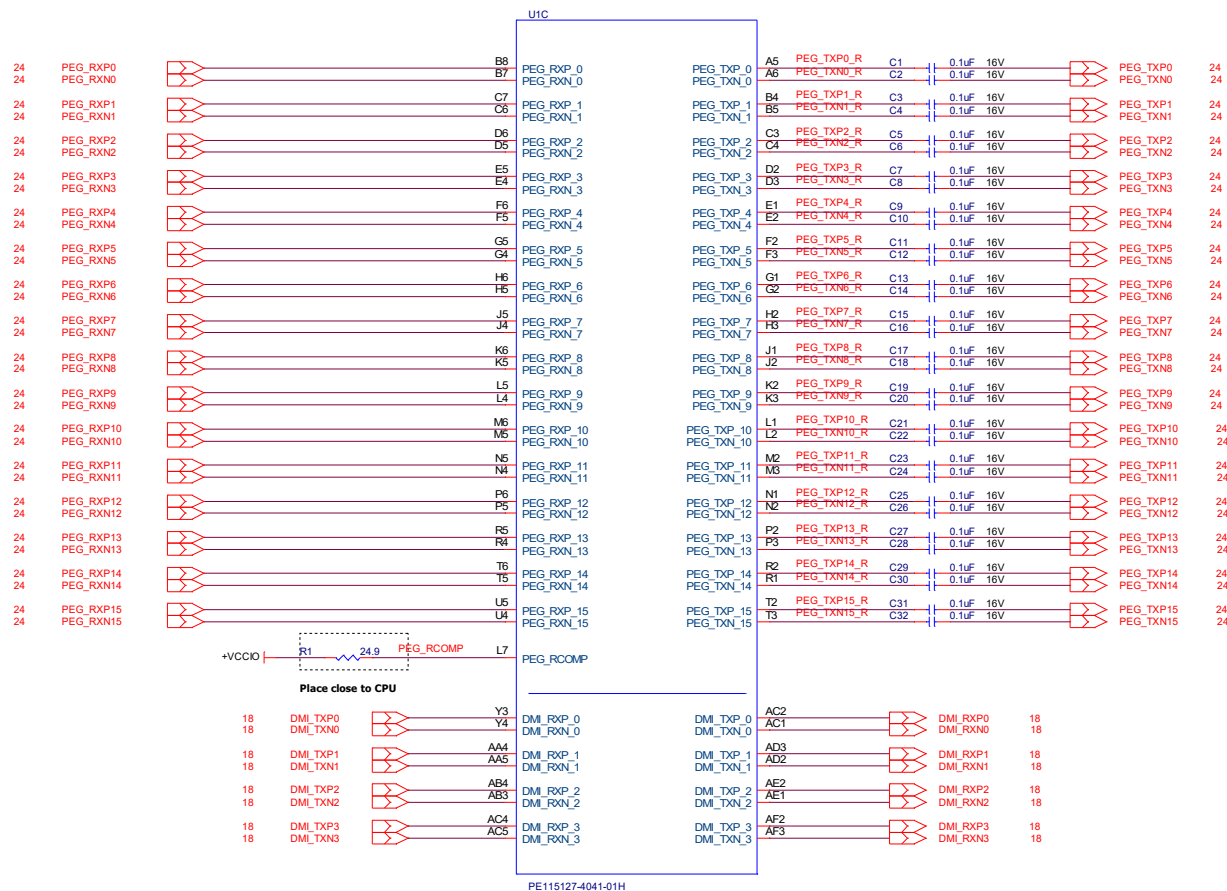 U1C
24 PEG_RXP0 B8 PEG_RXP_0 PEG_TXP_0 A5 PEG_TXP0_R C1 0.1uF 16V PEG_TXP0 24
24 PEG_RXN0 B7 PEG_RXN_0 PEG_TXN_0 A6 PEG_TXN0_R C2 0.1uF 16V PEG_TXN0 24
24 PEG_RXP1 C7 PEG_RXP_1 PEG_TXP_1 B4 PEG_TXP1_R C3 0.1uF 16V PEG_TXP1 24
24 PEG_RXN1 C6 PEG_RXN_1 PEG_TXN_1 B5 PEG_TXN1_R C4 0.1uF 16V PEG_TXN1 24
24 PEG_RXP2 D6 PEG_RXP_2 PEG_TXP_2 C3 PEG_TXP2_R C5 0.1uF 16V PEG_TXP2 24
24 PEG_RXN2 D5 PEG_RXN_2 PEG_TXN_2 C4 PEG_TXN2_R C6 0.1uF 16V PEG_TXN2 24
24 PEG_RXP3 E5 PEG_RXP_3 PEG_TXP_3 D2 PEG_TXP3_R C7 0.1uF 16V PEG_TXP3 24
24 PEG_RXN3 E4 PEG_RXN_3 PEG_TXN_3 D3 PEG_TXN3_R C8 0.1uF 16V PEG_TXN3 24
24 PEG_RXP4 F6 PEG_RXP_4 PEG_TXP_4 E1 PEG_TXP4_R C9 0.1uF 16V PEG_TXP4 24
24 PEG_RXN4 F5 PEG_RXN_4 PEG_TXN_4 E2 PEG_TXN4_R C10 0.1uF 16V PEG_TXN4 24
24 PEG_RXP5 G5 PEG_RXP_5 PEG_TXP_5 F2 PEG_TXP5_R C11 0.1uF 16V PEG_TXP5 24
24 PEG_RXN5 G4 PEG_RXN_5 PEG_TXN_5 F3 PEG_TXN5_R C12 0.1uF 16V PEG_TXN5 24
24 PEG_RXP6 H6 PEG_RXP_6 PEG_TXP_6 G1 PEG_TXP6_R C13 0.1uF 16V PEG_TXP6 24
24 PEG_RXN6 H5 PEG_RXN_6 PEG_TXN_6 G2 PEG_TXN6_R C14 0.1uF 16V PEG_TXN6 24
24 PEG_RXP7 J5 PEG_RXP_7 PEG_TXP_7 H2 PEG_TXP7_R C15 0.1uF 16V PEG_TXP7 24
24 PEG_RXN7 J4 PEG_RXN_7 PEG_TXN_7 H3 PEG_TXN7_R C16 0.1uF 16V PEG_TXN7 24
24 PEG_RXP8 K6 PEG_RXP_8 PEG_TXP_8 J1 PEG_TXP8_R C17 0.1uF 16V PEG_TXP8 24
24 PEG_RXN8 K5 PEG_RXN_8 PEG_TXN_8 J2 PEG_TXN8_R C18 0.1uF 16V PEG_TXN8 24
24 PEG_RXP9 L5 PEG_RXP_9 PEG_TXP_9 K2 PEG_TXP9_R C19 0.1uF 16V PEG_TXP9 24
24 PEG_RXN9 L4 PEG_RXN_9 PEG_TXN_9 K3 PEG_TXN9_R C20 0.1uF 16V PEG_TXN9 24
24 PEG_RXP10 M6 PEG_RXP_10 PEG_TXP_10 L1 PEG_TXP10_R C21 0.1uF 16V PEG_TXP10 24
24 PEG_RXN10 M5 PEG_RXN_10 PEG_TXN_10 L2 PEG_TXN10_R C22 0.1uF 16V PEG_TXN10 24
24 PEG_RXP11 N5 PEG_RXP_11 PEG_TXP_11 M2 PEG_TXP11_R C23 0.1uF 16V PEG_TXP11 24
24 PEG_RXN11 N4 PEG_RXN_11 PEG_TXN_11 M3 PEG_TXN11_R C24 0.1uF 16V PEG_TXN11 24
24 PEG_RXP12 P6 PEG_RXP_12 PEG_TXP_12 N1 PEG_TXP12_R C25 0.1uF 16V PEG_TXP12 24
24 PEG_RXN12 P5 PEG_RXN_12 PEG_TXN_12 N2 PEG_TXN12_R C26 0.1uF 16V PEG_TXN12 24
24 PEG_RXP13 R5 PEG_RXP_13 PEG_TXP_13 P2 PEG_TXP13_R C27 0.1uF 16V PEG_TXP13 24
24 PEG_RXN13 R4 PEG_RXN_13 PEG_TXN_13 P3 PEG_TXN13_R C28 0.1uF 16V PEG_TXN13 24
24 PEG_RXP14 T6 PEG_RXP_14 PEG_TXP_14 R2 PEG_TXP14_R C29 0.1uF 16V PEG_TXP14 24
24 PEG_RXN14 T5 PEG_RXN_14 PEG_TXN_14 R1 PEG_TXN14_R C30 0.1uF 16V PEG_TXN14 24
24 PEG_RXP15 U5 PEG_RXP_15 PEG_TXP_15 T2 PEG_TXP15_R C31 0.1uF 16V PEG_TXP15 24
24 PEG_RXN15 U4 PEG_RXN_15 PEG_TXN_15 T3 PEG_TXN15_R C32 0.1uF 16V PEG_TXN15 24
+VCCIO R1 24.9 PEG_RCOMP L7 PEG_RCOMP
Place close to CPU
18 DMI_TXP0 Y3 DMI_RXP_0 DMI_TXP_0 AC2 DMI_RXP0 18
18 DMI_TXN0 Y4 DMI_RXN_0 DMI_TXN_0 AC1 DMI_RXN0 18
18 DMI_TXP1 AA4 DMI_RXP_1 DMI_TXP_1 AD3 DMI_RXP1 18
18 DMI_TXN1 AA5 DMI_RXN_1 DMI_TXN_1 AD2 DMI_RXN1 18
18 DMI_TXP2 AB4 DMI_RXP_2 DMI_TXP_2 AE2 DMI_RXP2 18
18 DMI_TXN2 AB3 DMI_RXN_2 DMI_TXN_2 AE1 DMI_RXN2 18
18 DMI_TXP3 AC4 DMI_RXP_3 DMI_TXP_3 AF2 DMI_RXP3 18
18 DMI_TXN3 AC5 DMI_RXN_3 DMI_TXN_3 AF3 DMI_RXN3 18
PE115127-4041-01H